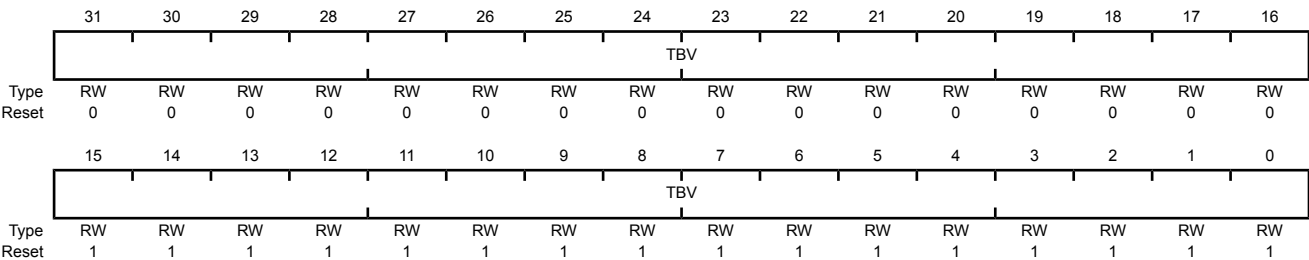 31 30 29 28 27 26 25 24 23 22 21 20 19 18 17 16
TBV
Type RW RW RW RW RW RW RW RW RW RW RW RW RW RW RW RW
Reset 0 0 0 0 0 0 0 0 0 0 0 0 0 0 0 0
15 14 13 12 11 10 9 8 7 6 5 4 3 2 1 0
TBV
Type RW RW RW RW RW RW RW RW RW RW RW RW RW RW RW RW
Reset 1 1 1 1 1 1 1 1 1 1 1 1 1 1 1 1